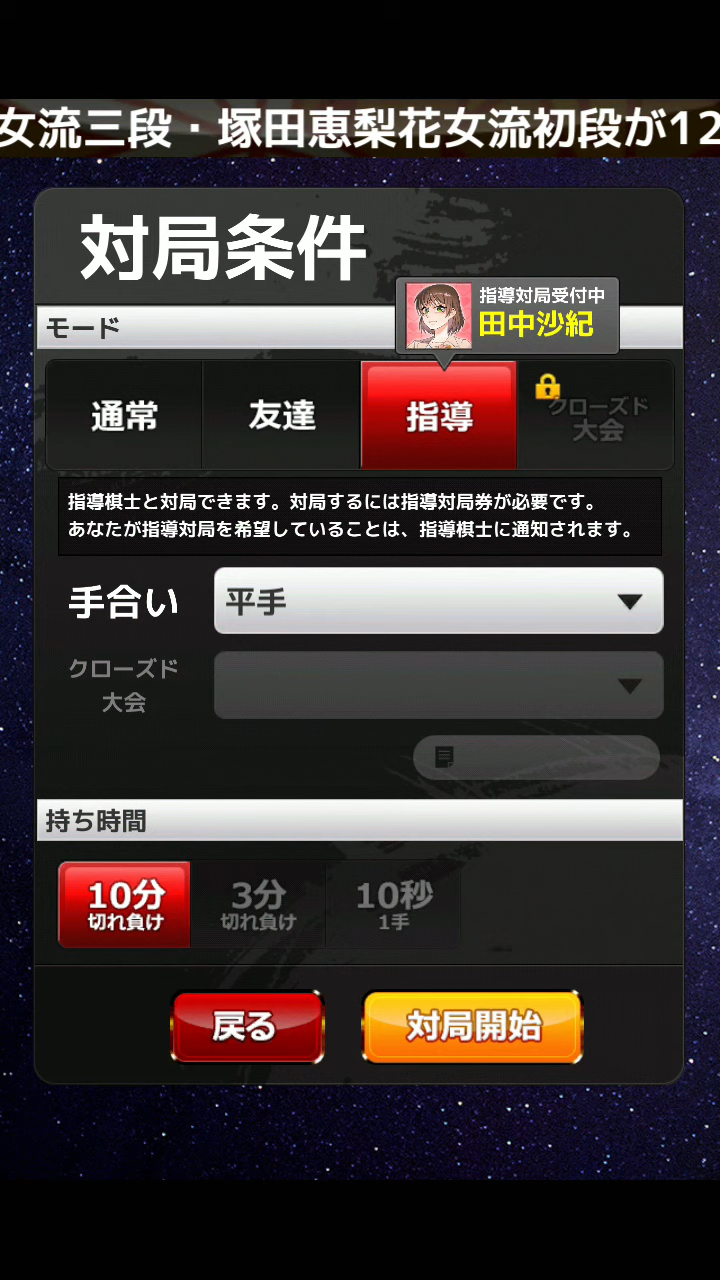 女流三段・塚田恵梨花女流初段が12
対局条件
指導対局受付中
田中沙紀
モード
通常
友達
指導
クローズド
大会
指導棋士と対局できます。対局するには指導対局券が必要です。
あなたが指導対局を希望していることは、指導棋士に通知されます。
手合い
平手
クローズド
大会
持ち時間
10分
切れ負け
3分
切れ負け
10秒
1手
戻る
対局開始